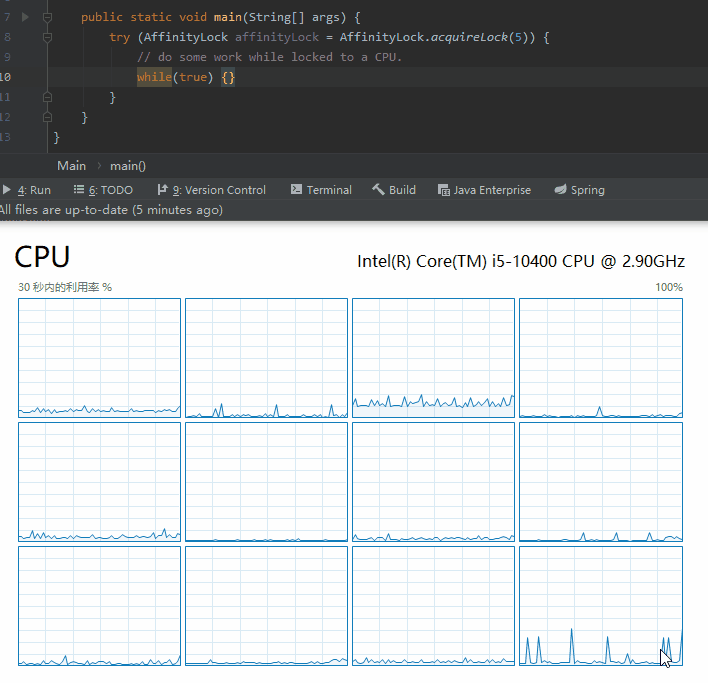 7 public static void main(String[] args) {
8 try (AffinityLock affinityLock = AffinityLock.acquireLock(5)) {
9 // do some work while locked to a CPU.
10 while(true) {}
11 }
12 }
13 }
Main › main()
4: Run 6: TODO 9: Version Control Terminal Build Java Enterprise Spring
All files are up-to-date (5 minutes ago)
CPU Intel(R) Core(TM) i5-10400 CPU @ 2.90GHz
30 秒内的利用率 % 100%